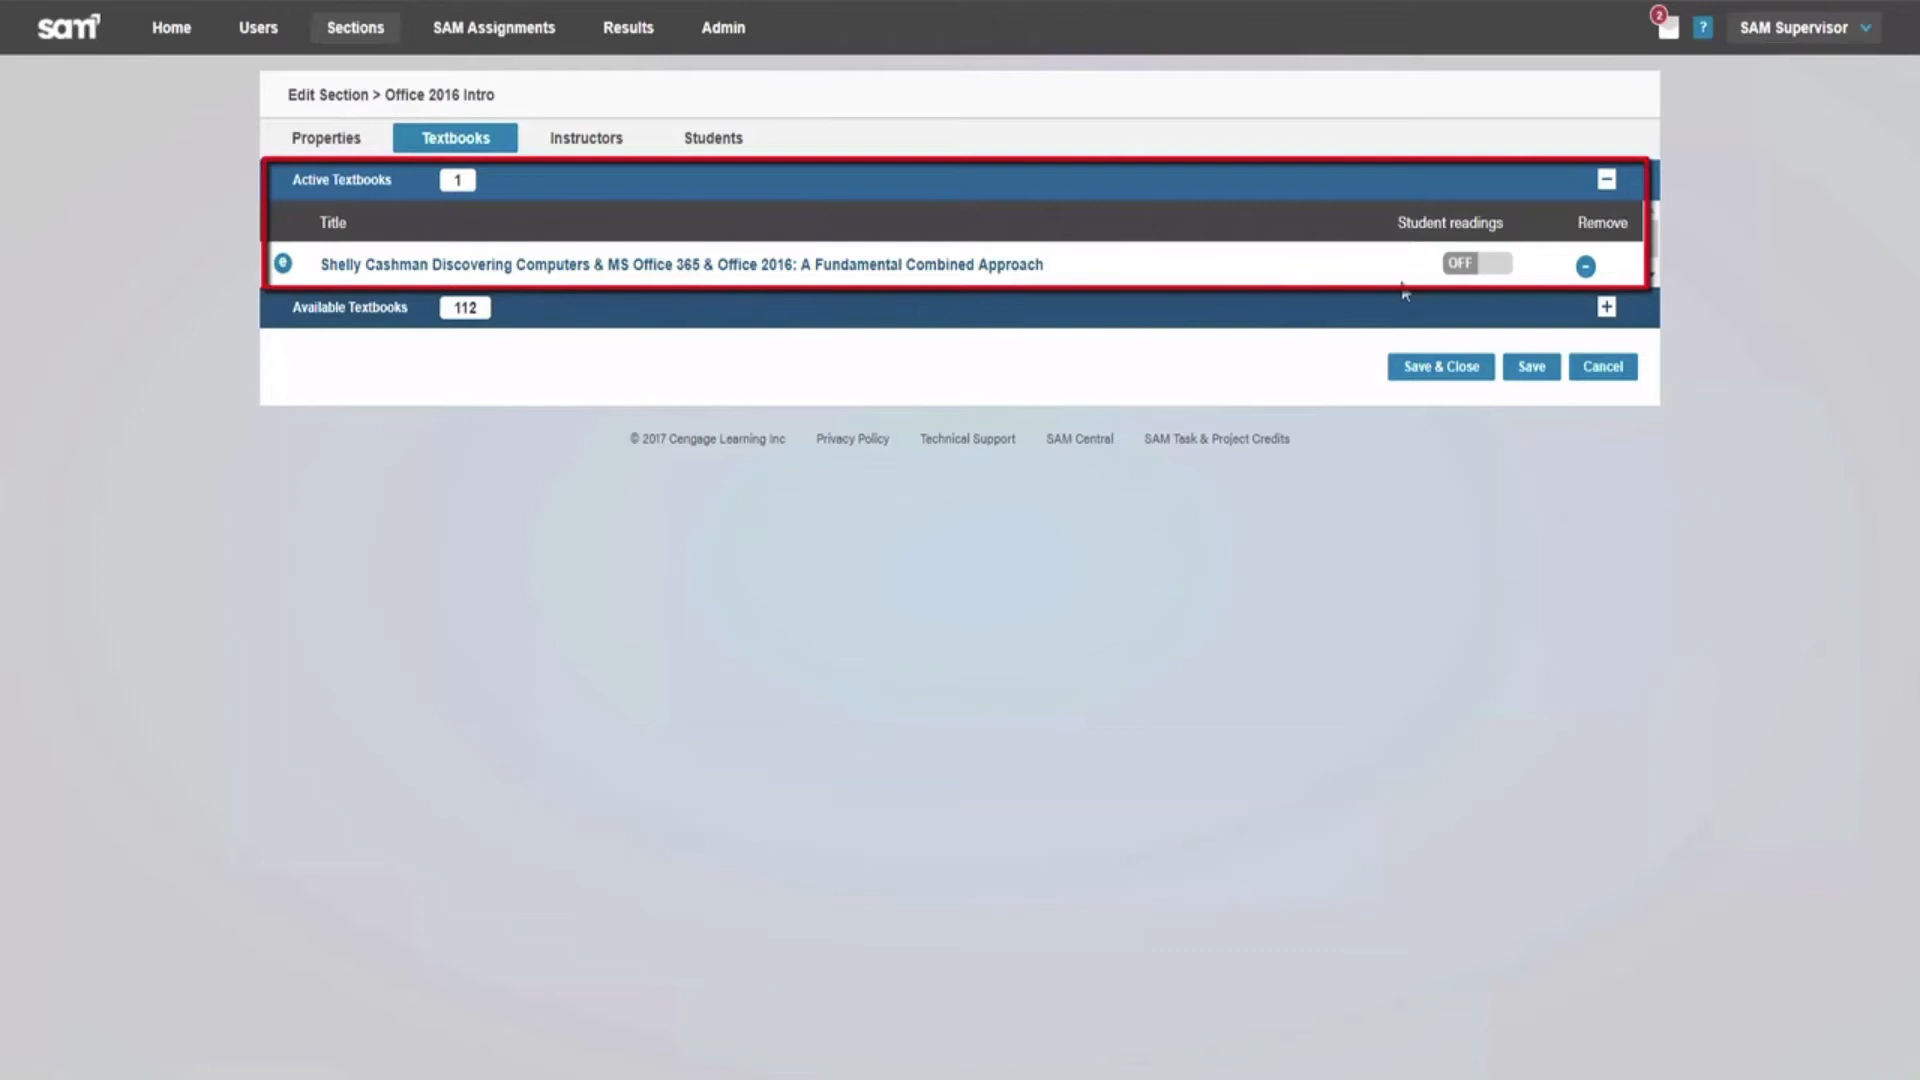 sam Home Users Sections SAM Assignments Results Admin 2 ? SAM Supervisor
Edit Section > Office 2016 Intro
Properties Textbooks Instructors Students
Active Textbooks 1
Title Student readings Remove
e Shelly Cashman Discovering Computers & MS Office 365 & Office 2016: A Fundamental Combined Approach OFF
Available Textbooks 112
Save & Close Save Cancel
© 2017 Cengage Learning Inc Privacy Policy Technical Support SAM Central SAM Task & Project Credits